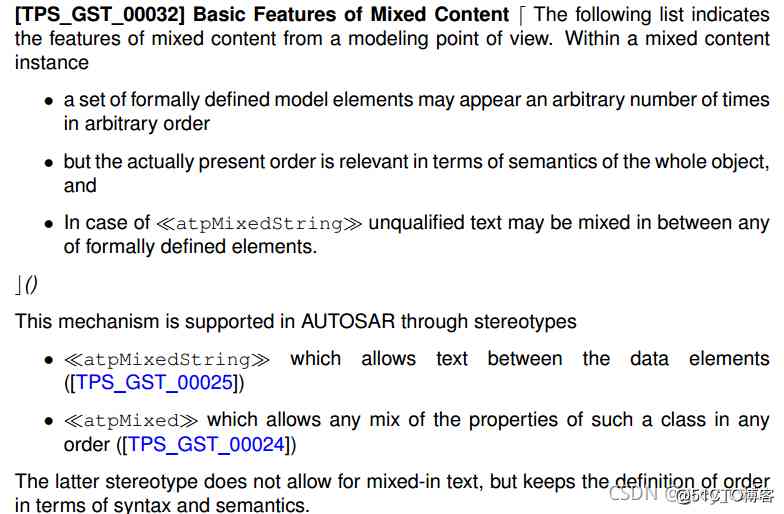 [TPS_GST_00032] Basic Features of Mixed Content ⌈ The following list indicates
the features of mixed content from a modeling point of view. Within a mixed content
instance
• a set of formally defined model elements may appear an arbitrary number of times
in arbitrary order
• but the actually present order is relevant in terms of semantics of the whole object,
and
• In case of ≪atpMixedString≫ unqualified text may be mixed in between any
of formally defined elements.
⌋()
This mechanism is supported in AUTOSAR through stereotypes
• ≪atpMixedString≫ which allows text between the data elements
([TPS_GST_00025])
• ≪atpMixed≫ which allows any mix of the properties of such a class in any
order ([TPS_GST_00024])
The latter stereotype does not allow for mixed-in text, but keeps the definition of order
in terms of syntax and semantics.
CSDN
@51CTO博客